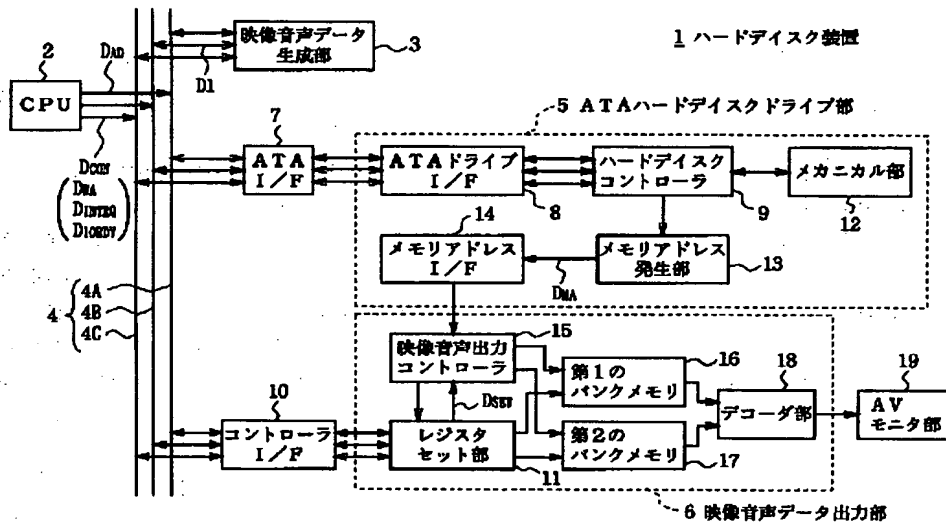 1 ハードデイスク装置
2
CPU
DAD
D1
映像音声データ
生成部
3
DCON
DMA
DINTRQ
DIORDY
7
ATA
I/F
5 ATAハードデイスクドライブ部
ATAドライブ
I/F
8
ハードデイスク
コントローラ
9
メカニカル部
12
14
メモリアドレス
I/F
DMA
メモリアドレス
発生部
13
4
4A
4B
4C
15
映像音声出力
コントローラ
DSET
16
第1の
バンクメモリ
18
デコーダ部
19
AV
モニタ部
10
コントローラ
I/F
レジスタ
セット部
11
第2の
バンクメモリ
17
6 映像音声データ出力部